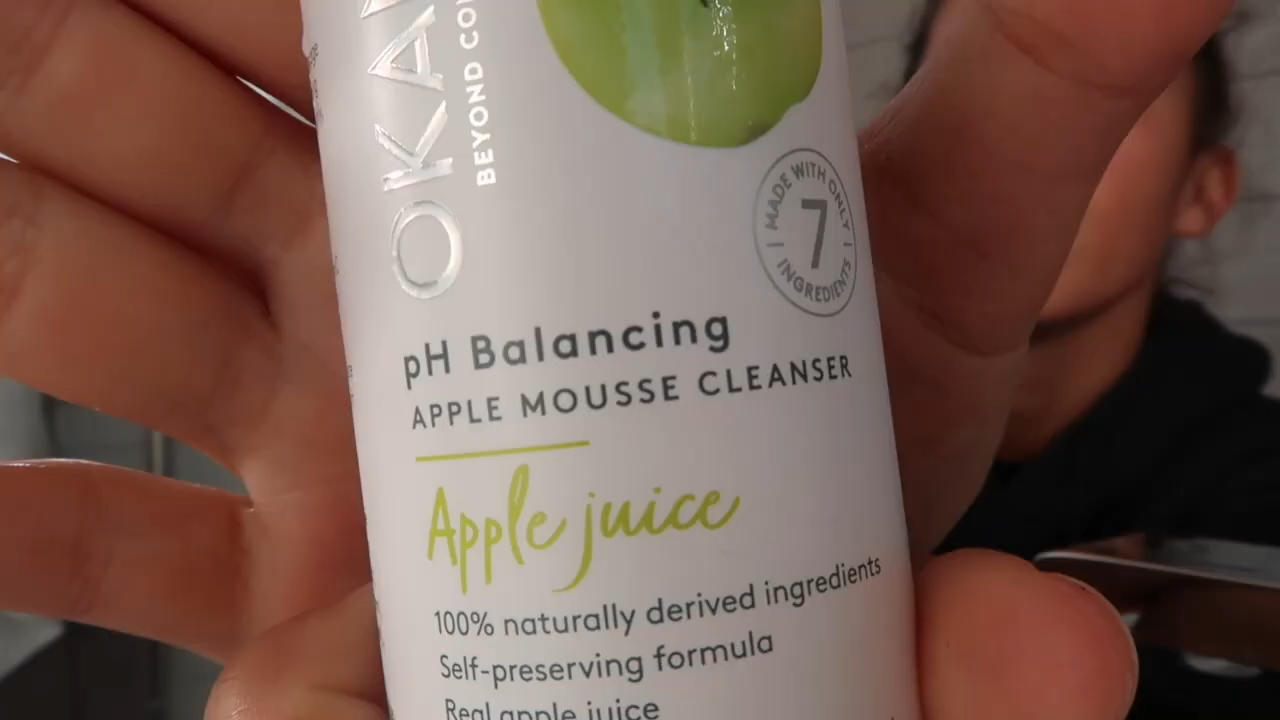 OKA
BEYOND
MADE WITH ONLY
7
INGREDIENTS
pH Balancing
APPLE MOUSSE CLEANSER
Apple juice
100% naturally derived ingredients
Self-preserving formula
Real apple juice